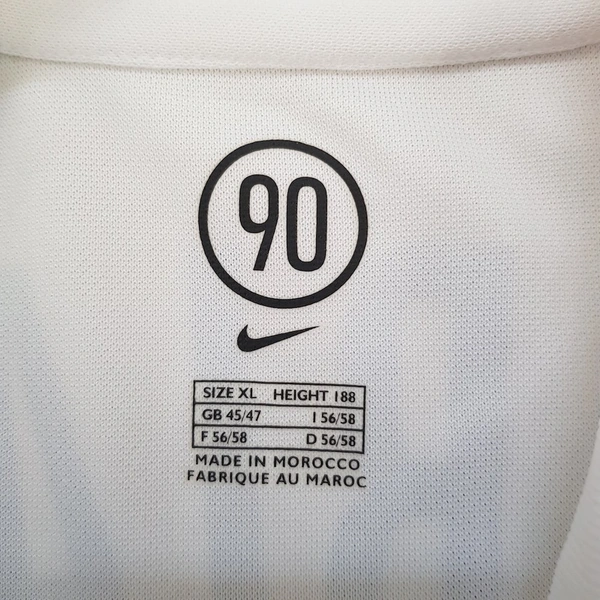 90
SIZE XL HEIGHT 188
GB 45/47 I 56/58
F 56/58 D 56/58
MADE IN MOROCCO
FABRIQUE AU MAROC